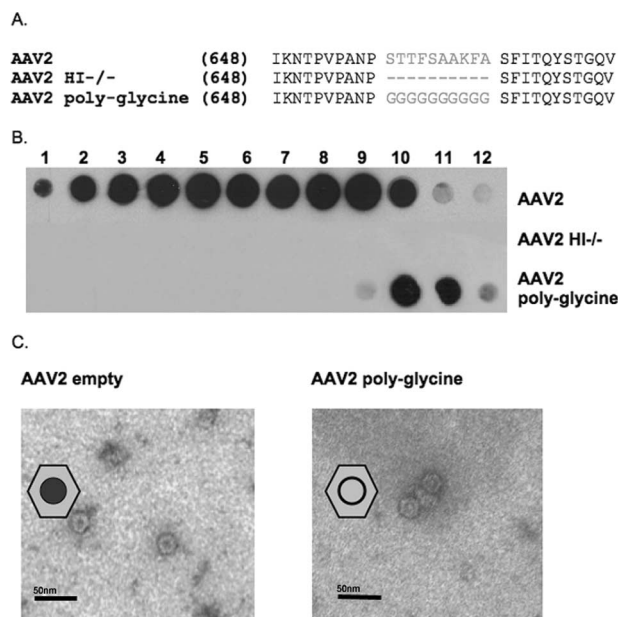 A.
AAV2 (648) IKNTPVPANP STTFSAAKFA SFITQYSTGQV
AAV2 HI-/- (648) IKNTPVPANP ---------- SFITQYSTGQV
AAV2 poly-glycine (648) IKNTPVPANP GGGGGGGGGG SFITQYSTGQV
B.
1 2 3 4 5 6 7 8 9 10 11 12
AAV2
AAV2 HI-/-
AAV2
poly-glycine
C.
AAV2 empty AAV2 poly-glycine
50nm 50nm